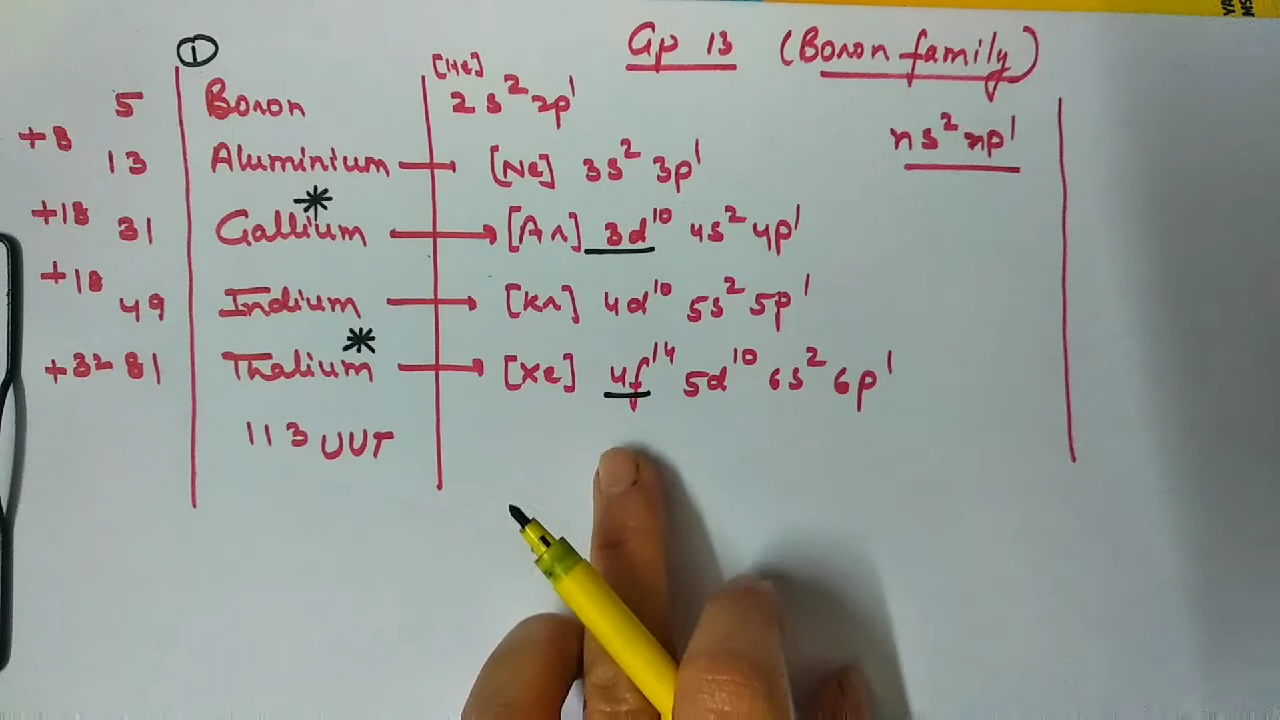 Gp 13 (Boron family)
①
5 Boron [He] 2s² 2p¹
ns² np¹
+8
13 Aluminium → [Ne] 3s² 3p¹
+18
31 Gallium* → [Ar] 3d¹⁰ 4s² 4p¹
+18
49 Indium → [Kr] 4d¹⁰ 5s² 5p¹
+32 81 Thalium* → [Xe] 4f¹⁴ 5d¹⁰ 6s² 6p¹
113 UUT